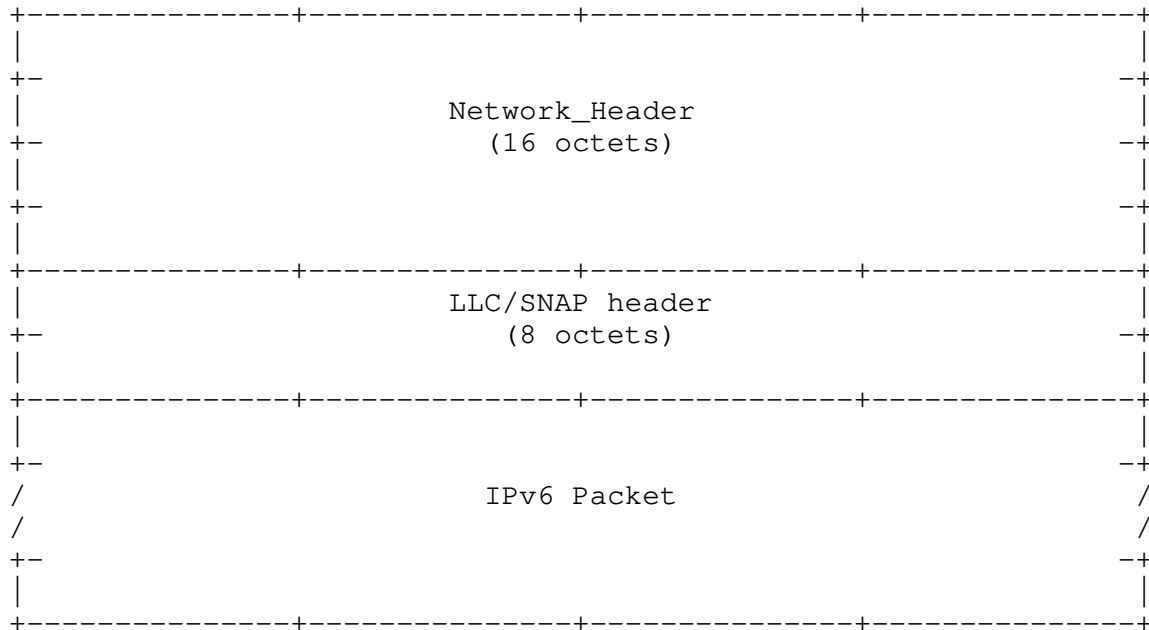 Network_Header
(16 octets)
LLC/SNAP header
(8 octets)
IPv6 Packet